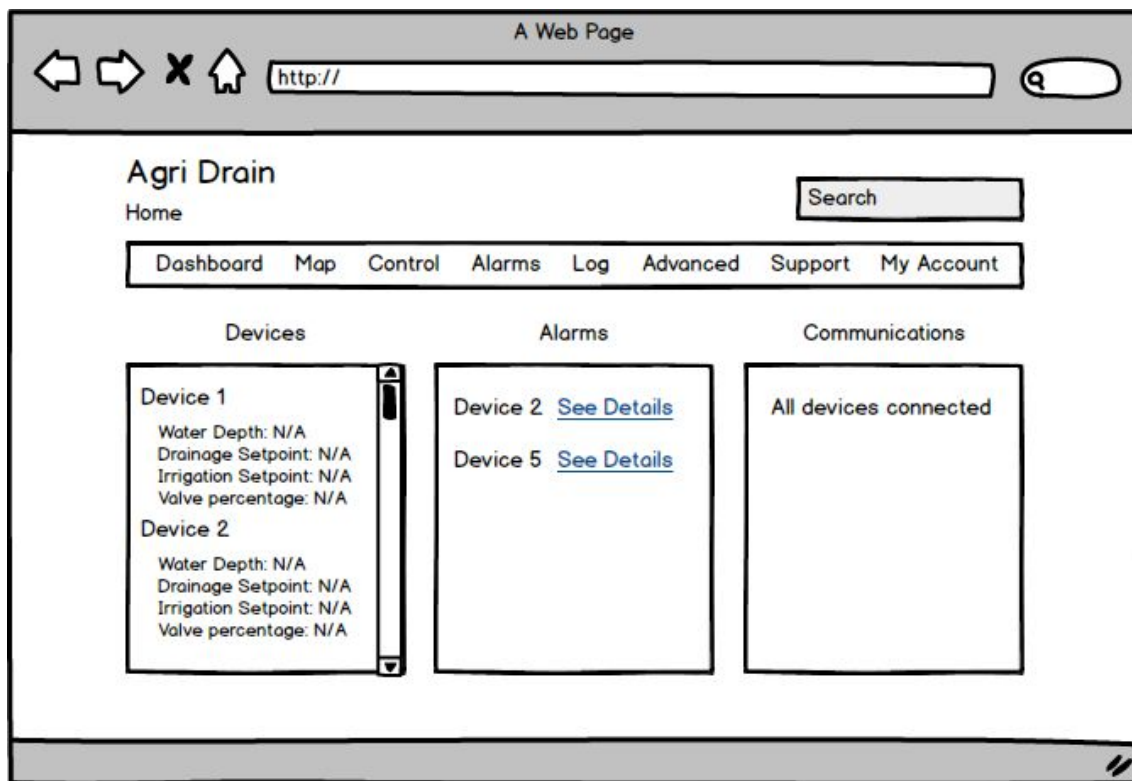 A Web Page
http://
Agri Drain
Search
Home
Dashboard Map Control Alarms Log Advanced Support My Account
Devices
Device 1
Water Depth: N/A
Drainage Setpoint: N/A
Irrigation Setpoint: N/A
Valve percentage: N/A
Device 2
Water Depth: N/A
Drainage Setpoint: N/A
Irrigation Setpoint: N/A
Valve percentage: N/A
Alarms
Device 2 See Details
Device 5 See Details
Communications
All devices connected